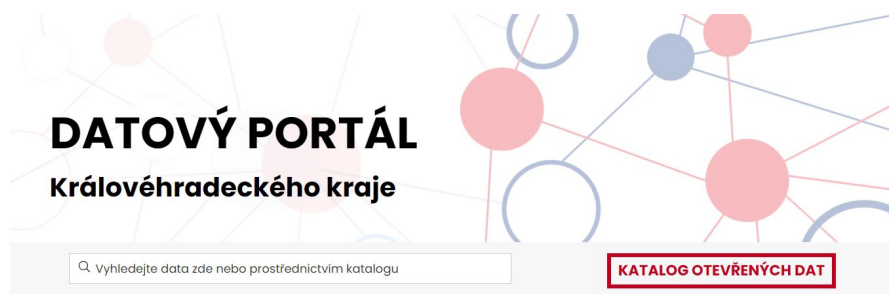 DATOVÝ PORTÁL
Královéhradeckého kraje
Vyhledejte data zde nebo prostřednictvím katalogu
KATALOG OTEVŘENÝCH DAT